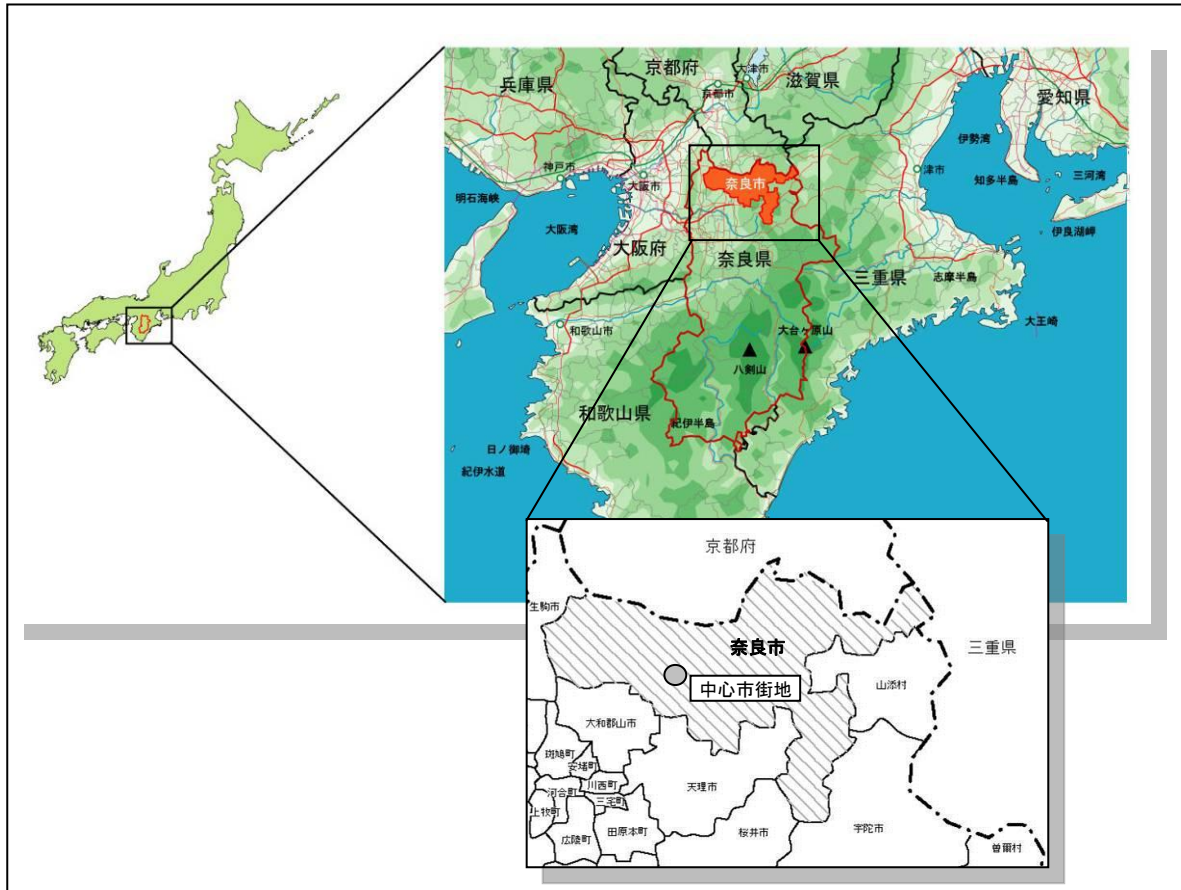 京都府
大津市
滋賀県
兵庫県
京都市
愛知県
伊勢湾
神戸市
大阪市
奈良市
津市
知多半島
三河湾
明石海峡
大阪湾
伊良湖岬
大阪府
奈良県
三重県
志摩半島
和歌山市
大台ヶ原山
大王崎
八剣山
和歌山県
紀伊半島
日ノ御埼
紀伊水道
京都府
生駒市
奈良市
三重県
中心市街地
山添村
大和郡山市
斑鳩町
安堵町
川西町
天理市
河合町
三宅町
上牧町
広陵町
田原本町
桜井市
宇陀市
曽爾村